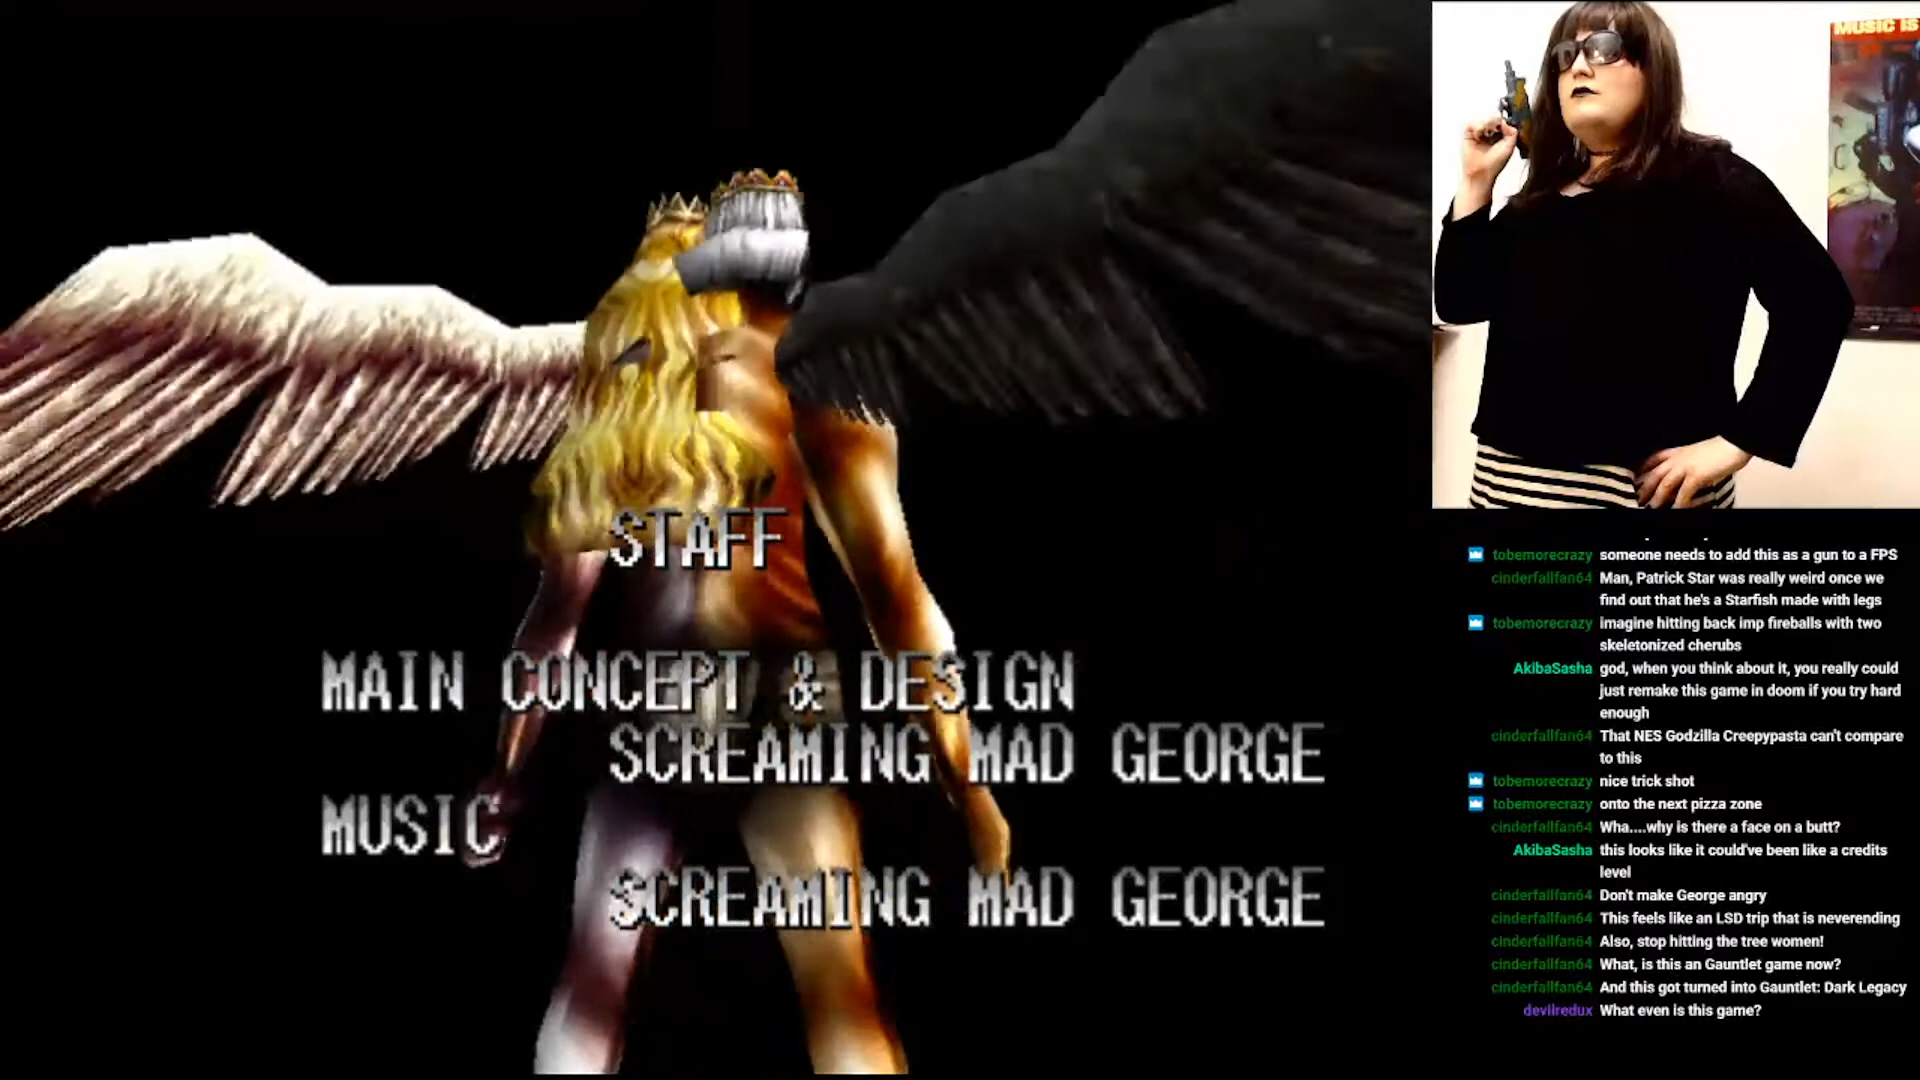 MUSIC IS
STAFF
MAIN CONCEPT & DESIGN
SCREAMING MAD GEORGE
MUSIC
SCREAMING MAD GEORGE
tobemorecrazy someone needs to add this as a gun to a FPS
cinderfallfan64 Man, Patrick Star was really weird once we
find out that he's a Starfish made with legs
tobemorecrazy imagine hitting back imp fireballs with two
skeletonized cherubs
AkibaSasha god, when you think about it, you really could
just remake this game in doom if you try hard
enough
cinderfallfan64 That NES Godzilla Creepypasta can't compare
to this
tobemorecrazy nice trick shot
tobemorecrazy onto the next pizza zone
cinderfallfan64 Wha....why is there a face on a butt?
AkibaSasha this looks like it could've been like a credits
level
cinderfallfan64 Don't make George angry
cinderfallfan64 This feels like an LSD trip that is neverending
cinderfallfan64 Also, stop hitting the tree women!
cinderfallfan64 What, is this an Gauntlet game now?
cinderfallfan64 And this got turned into Gauntlet: Dark Legacy
devilredux What even is this game?